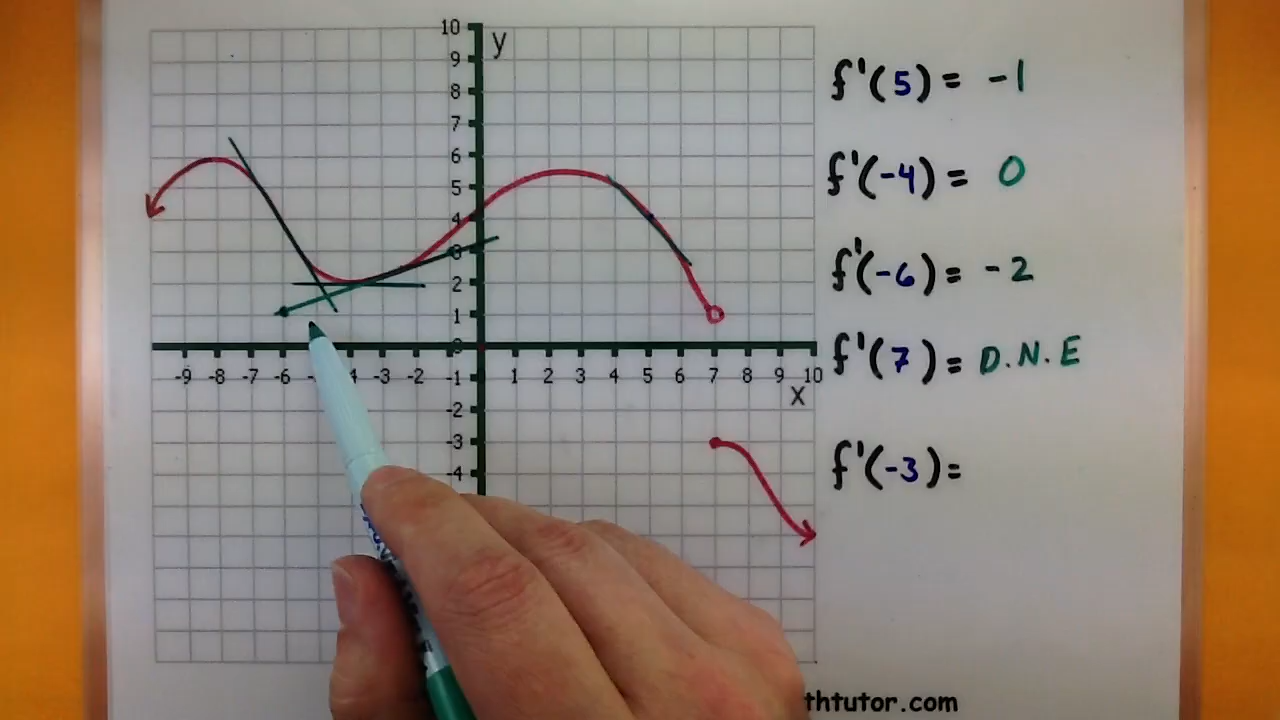 10
y
9
8
7
6
5
4
3
2
1
0
-9 -8 -7 -6 -3 -2 -1 1 2 3 4 5 6 7 8 9 10
x
-2
-3
-4
f'(5) = -1
f'(-4) = 0
f'(-6) = -2
f'(7) = D.N.E
f'(-3) =
thtutor.com